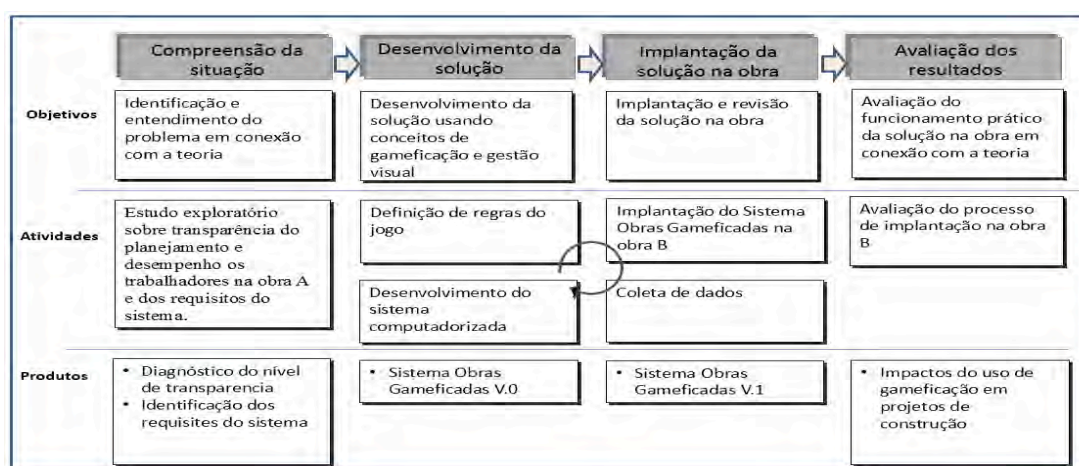 Compreensão da
situação
Desenvolvimento da
solução
Implantação da
solução na obra
Avaliação dos
resultados
Objetivos
Identificação e
entendimento do
problema em conexão
com a teoria
Desenvolvimento da
solução usando
conceitos de
gameficação e gestão
visual
Implantação e revisão
da solução na obra
Avaliação do
funcionamento prático
da solução na obra em
conexão com a teoria
Atividades
Estudo exploratório
sobre transparência do
planejamento e
desempenho os
trabalhadores na obra A
e dos requisitos do
sistema.
Definição de regras do
jogo
Desenvolvimento do
sistema
computadorizada
Implantação do Sistema
Obras Gameficadas na
obra B
Coleta de dados
Avaliação do processo
de implantação na obra
B
Produtos
• Diagnóstico do nível
de transparencia
• Identificação dos
requisites do sistema
• Sistema Obras
Gameficadas V.0
• Sistema Obras
Gameficadas V.1
• Impactos do uso de
gameficação em
projetos de
construção